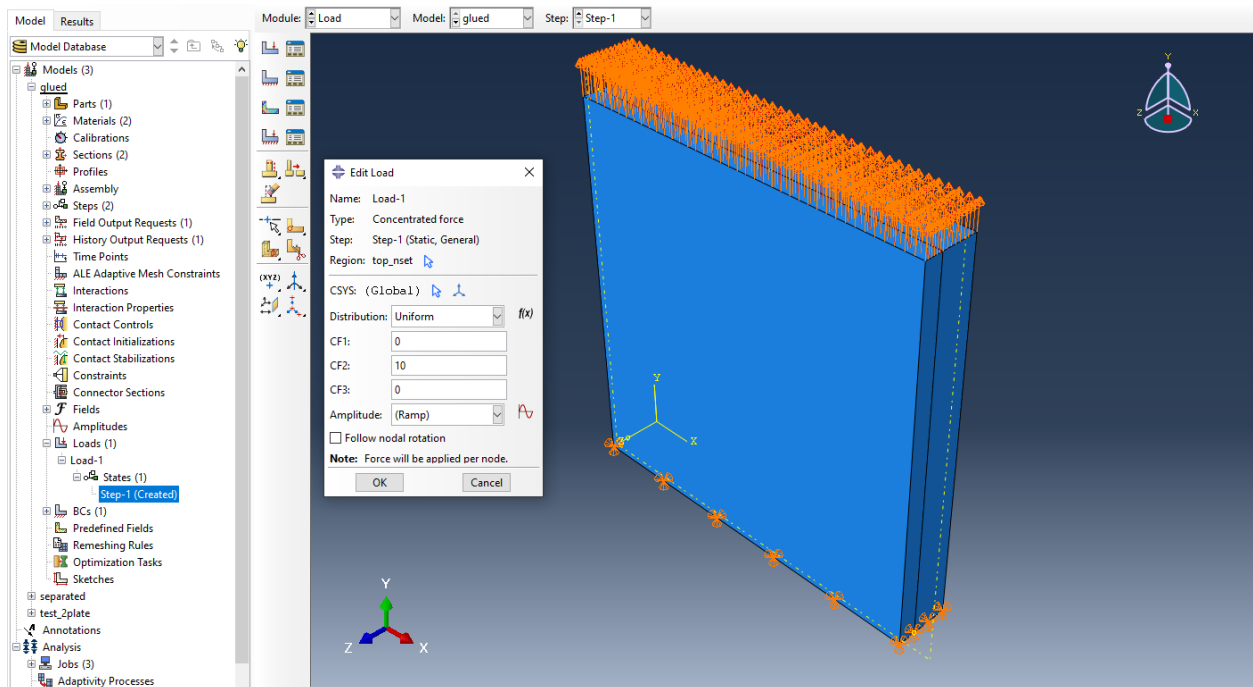 Model
Results
Module:
Load
Model:
glued
Step:
Step-1
Model Database
Models (3)
glued
Parts (1)
Materials (2)
Calibrations
Sections (2)
Profiles
Assembly
Steps (2)
Field Output Requests (1)
History Output Requests (1)
Time Points
ALE Adaptive Mesh Constraints
Interactions
Interaction Properties
Contact Controls
Contact Initializations
Contact Stabilizations
Constraints
Connector Sections
Fields
Amplitudes
Loads (1)
Load-1
States (1)
Step-1 (Created)
BCs (1)
Predefined Fields
Remeshing Rules
Optimization Tasks
Sketches
separated
test_2plate
Annotations
Analysis
Jobs (3)
Adaptivity Processes
(XYZ)
Edit Load
Name: Load-1
Type: Concentrated force
Step: Step-1 (Static, General)
Region: top_nset
CSYS: (Global)
Distribution: Uniform f(x)
CF1: 0
CF2: 10
CF3: 0
Amplitude: (Ramp)
Follow nodal rotation
Note: Force will be applied per node.
OK Cancel
Y
Z X
Y
X
Y
Z X